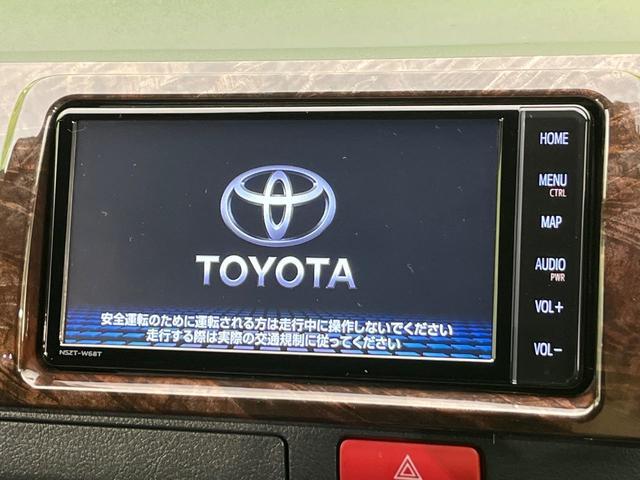 TOYOTA
安全運転のために運転される方は走行中に操作しないでください
走行する際は実際の交通規制に従ってください
NSZT-W68T
HOME
MENU
CTRL
MAP
AUDIO
PWR
VOL+
VOL-